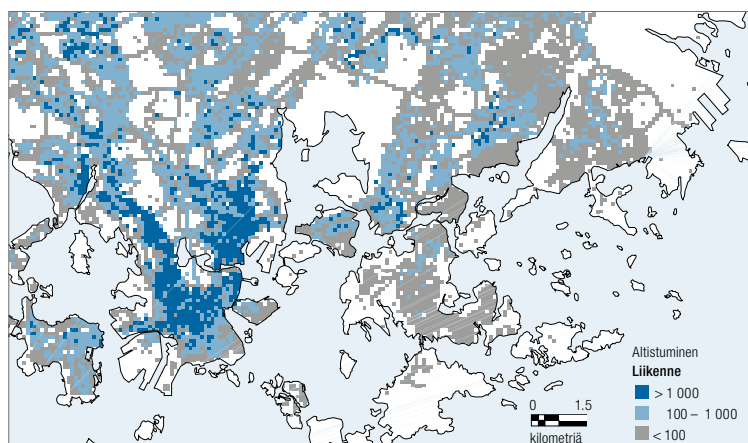 Altistuminen
Liikenne
> 1 000
100 – 1 000
< 100
0 1.5
kilometriä